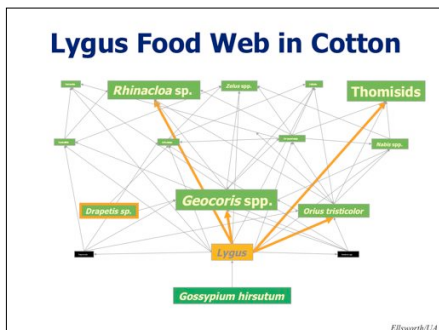 Lygus Food Web in Cotton
Rhinacloa sp.
Zelus spp.
Thomisids
Nabis spp.
Geocoris spp.
Drapetis sp.
Orius tristicolor
Lygus
Gossypium hirsutum
Ellsworth/UA